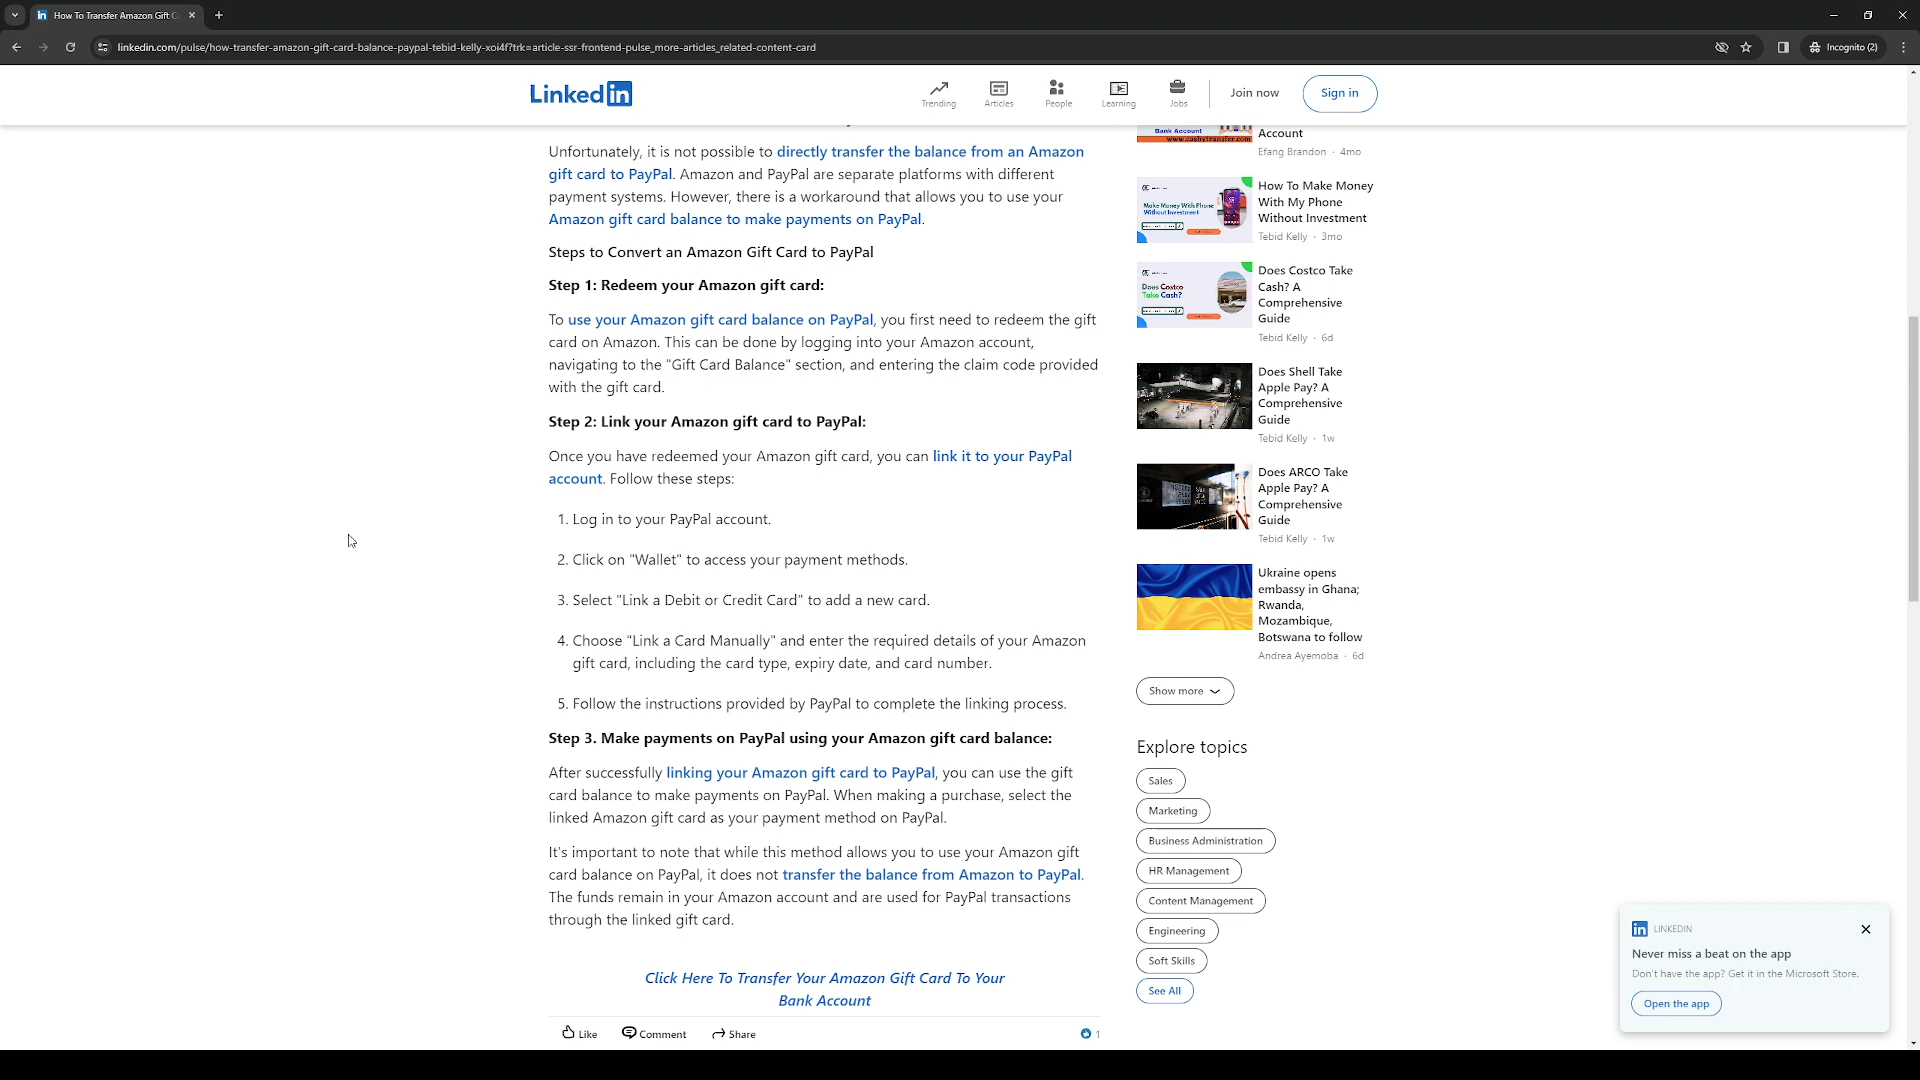 How To Transfer Amazon Gift C
linkedin.com/pulse/how-transfer-amazon-gift-card-balance-paypal-tebid-kelly-xoi4f?trk=article-ssr-frontend-pulse_more-articles_related-content-card
Incognito (2)
Linked in
Trending
Articles
People
Learning
Jobs
Join now
Sign in
Unfortunately, it is not possible to directly transfer the balance from an Amazon
gift card to PayPal. Amazon and PayPal are separate platforms with different
payment systems. However, there is a workaround that allows you to use your
Amazon gift card balance to make payments on PayPal.
Steps to Convert an Amazon Gift Card to PayPal
Step 1: Redeem your Amazon gift card:
To use your Amazon gift card balance on PayPal, you first need to redeem the gift
card on Amazon. This can be done by logging into your Amazon account,
navigating to the "Gift Card Balance" section, and entering the claim code provided
with the gift card.
Step 2: Link your Amazon gift card to PayPal:
Once you have redeemed your Amazon gift card, you can link it to your PayPal
account. Follow these steps:
1. Log in to your PayPal account.
2. Click on "Wallet" to access your payment methods.
3. Select "Link a Debit or Credit Card" to add a new card.
4. Choose "Link a Card Manually" and enter the required details of your Amazon
gift card, including the card type, expiry date, and card number.
5. Follow the instructions provided by PayPal to complete the linking process.
Step 3. Make payments on PayPal using your Amazon gift card balance:
After successfully linking your Amazon gift card to PayPal, you can use the gift
card balance to make payments on PayPal. When making a purchase, select the
linked Amazon gift card as your payment method on PayPal.
It's important to note that while this method allows you to use your Amazon gift
card balance on PayPal, it does not transfer the balance from Amazon to PayPal.
The funds remain in your Amazon account and are used for PayPal transactions
through the linked gift card.
Click Here To Transfer Your Amazon Gift Card To Your
Bank Account
Like
Comment
Share
1
Bank Account
www.cashytransfer.com
Account
Efang Brandon · 4mo
Make Money With Phone
Without Investment
How To Make Money
With My Phone
Without Investment
Tebid Kelly · 3mo
Does Costco
Take Cash?
Does Costco Take
Cash? A
Comprehensive
Guide
Tebid Kelly · 6d
Does Shell Take
Apple Pay? A
Comprehensive
Guide
Tebid Kelly · 1w
Does ARCO Take
Apple Pay? A
Comprehensive
Guide
Tebid Kelly · 1w
Ukraine opens
embassy in Ghana;
Rwanda,
Mozambique,
Botswana to follow
Andrea Ayemoba · 6d
Show more
Explore topics
Sales
Marketing
Business Administration
HR Management
Content Management
Engineering
Soft Skills
See All
in LINKEDIN
Never miss a beat on the app
Don't have the app? Get it in the Microsoft Store.
Open the app